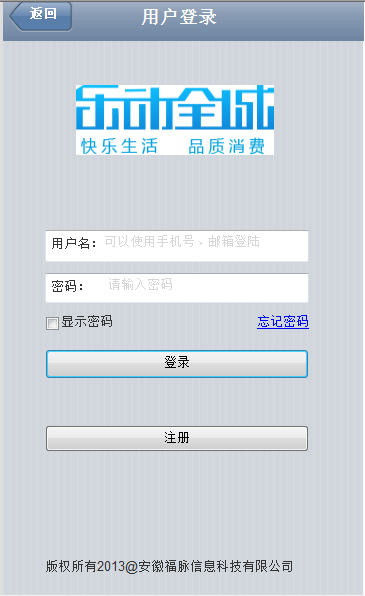 返回
用户登录
乐动全城
快乐生活 品质消费
用户名：可以使用手机号、邮箱登陆
密码： 请输入密码
显示密码 忘记密码
登录
注册
版权所有2013@安徽福脉信息科技有限公司